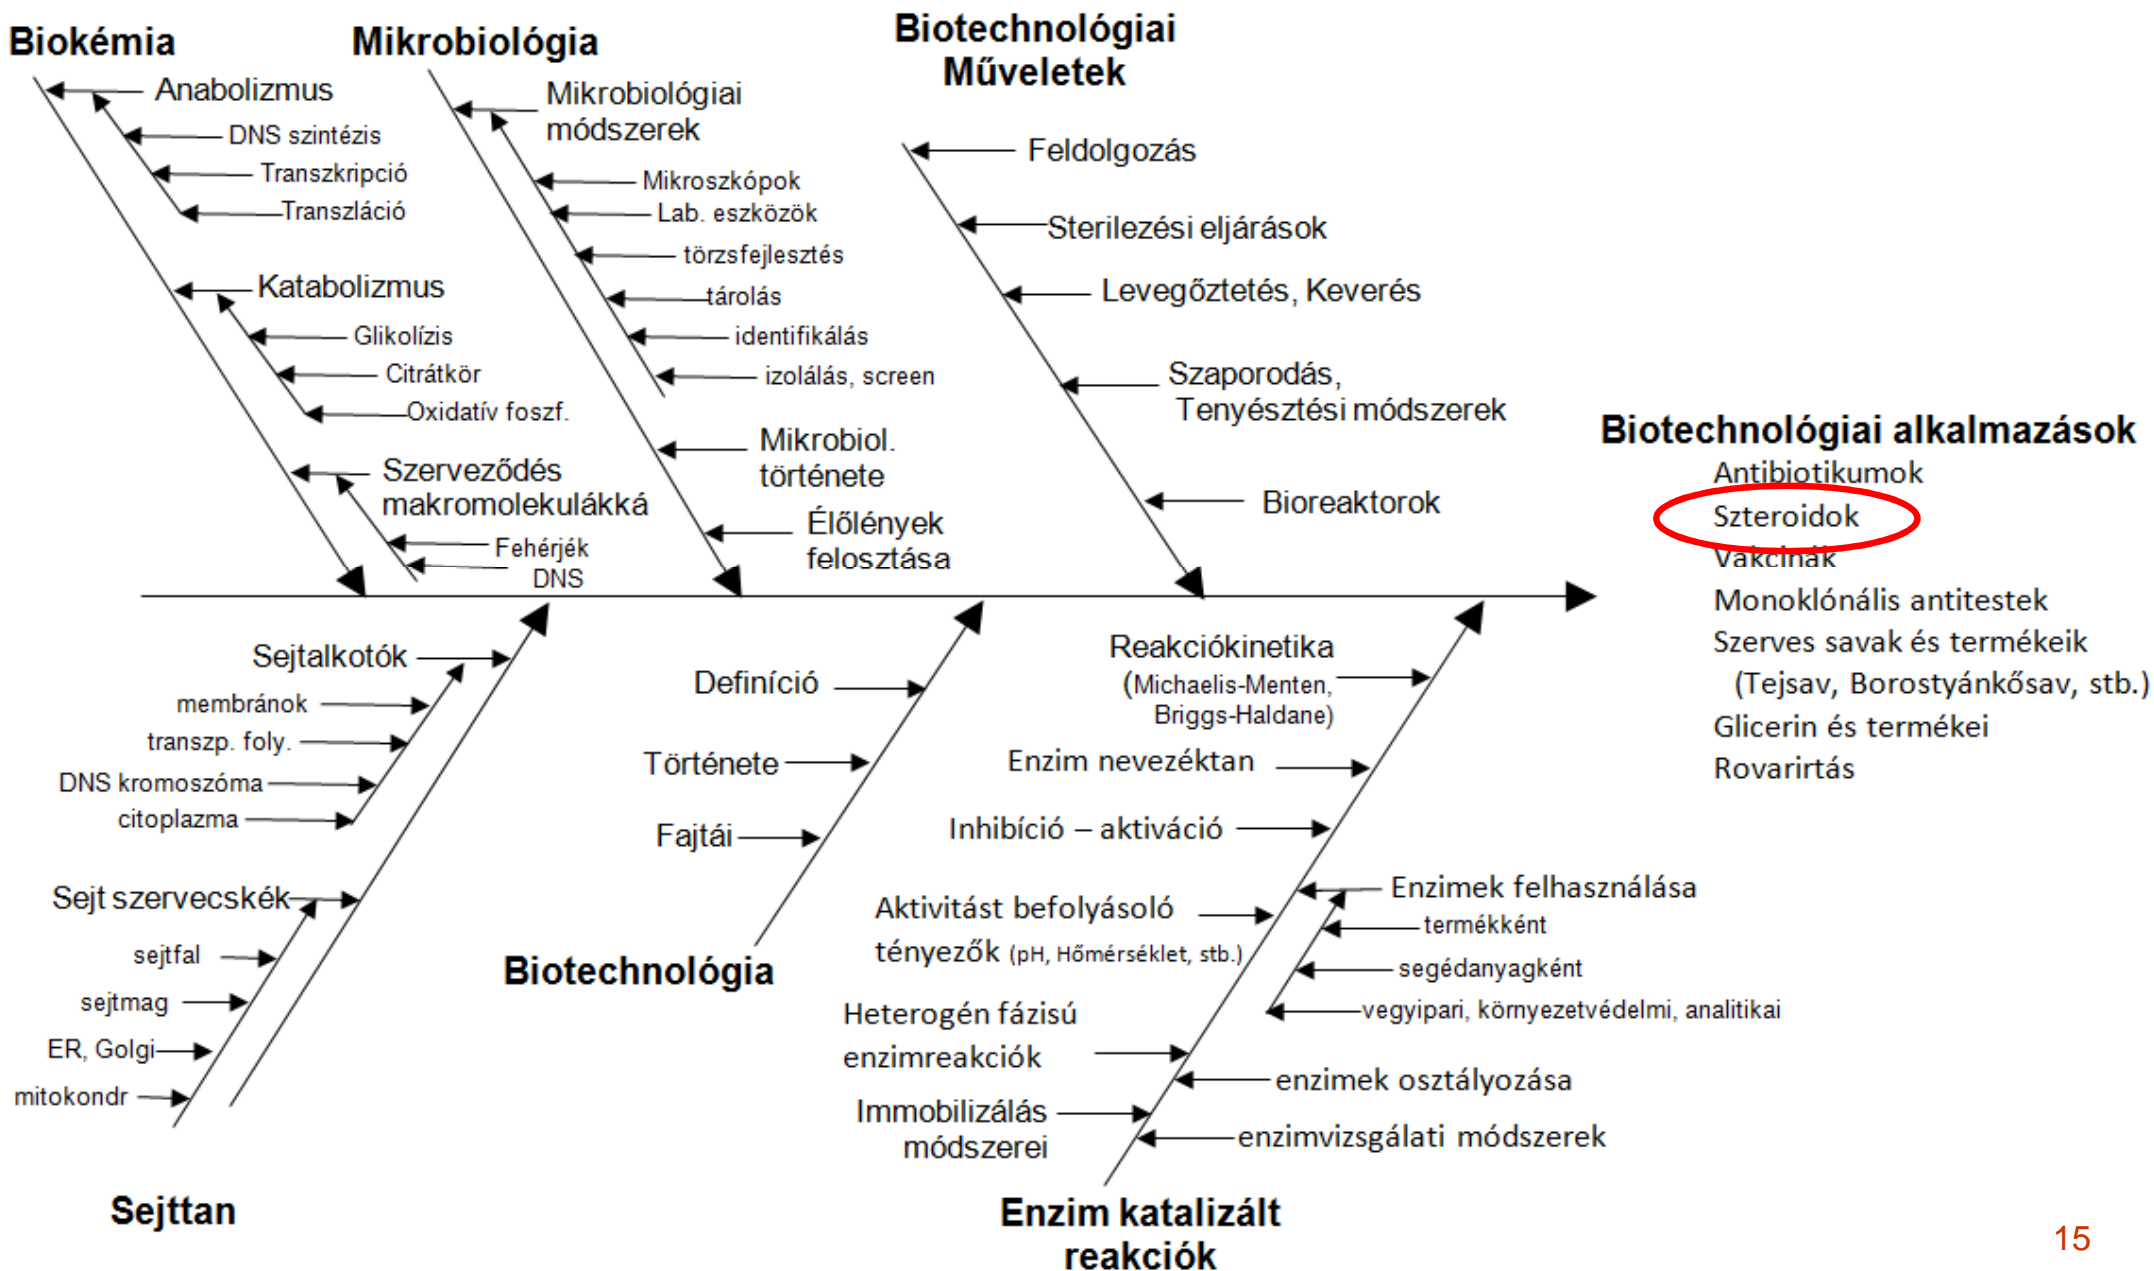 Biokémia
Anabolizmus
DNS szintézis
Transzkripció
Transzláció
Katabolizmus
Glikolízis
Citrátkör
Oxidatív foszf.
Szerveződés
makromolekulákká
Fehérjék
DNS
Mikrobiológia
Mikrobiológiai
módszerek
Mikroszkópok
Lab. eszközök
törzsfejlesztés
tárolás
identifikálás
izolálás, screen
Mikrobiol.
története
Élőlények
felosztása
Biotechnológiai
Műveletek
Feldolgozás
Sterilezési eljárások
Levegőztetés, Keverés
Szaporodás,
Tenyésztési módszerek
Bioreaktorok
Biotechnológiai alkalmazások
Antibiotikumok
Szteroidok
Vakcinák
Monoklónális antitestek
Szerves savak és termékeik
(Tejsav, Borostyánkősav, stb.)
Glicerin és termékei
Rovarirtás
Sejtalkotók
membránok
transzp. foly.
DNS kromoszóma
citoplazma
Sejt szervecskék
sejtfal
sejtmag
ER, Golgi
mitokondr
Sejttan
Definíció
Története
Fajtái
Biotechnológia
Reakciókinetika
(Michaelis-Menten,
Briggs-Haldane)
Enzim nevezéktan
Inhibíció – aktiváció
Aktivitást befolyásoló
tényezők (pH, Hőmérséklet, stb.)
Heterogén fázisú
enzimreakciók
Immobilizálás
módszerei
Enzimek felhasználása
termékként
segédanyagként
vegyipari, környezetvédelmi, analitikai
enzimek osztályozása
enzimvizsgálati módszerek
Enzim katalizált
reakciók
15